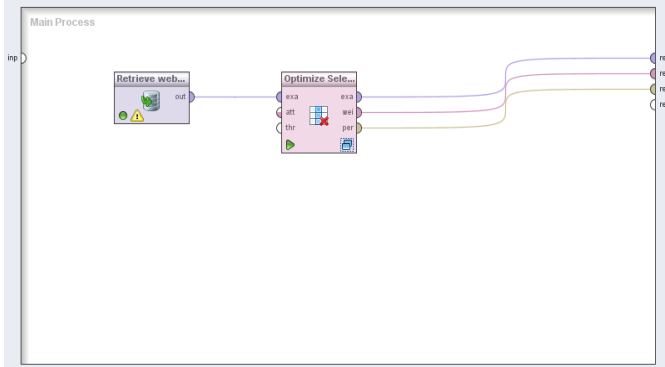 Main Process
inp
Retrieve web...
out
Optimize Sele...
exa
exa
att
wei
thr
per
re
re
re
re